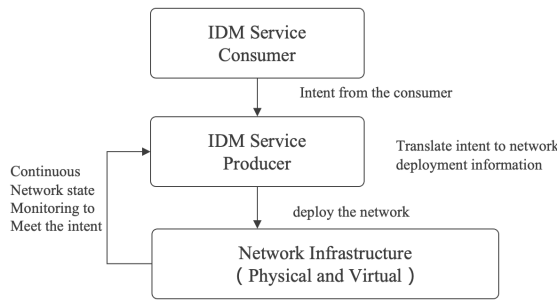 IDM Service
Consumer
Intent from the consumer
IDM Service
Producer
Translate intent to network
deployment information
Continuous
Network state
Monitoring to
Meet the intent
deploy the network
Network Infrastructure
( Physical and Virtual )